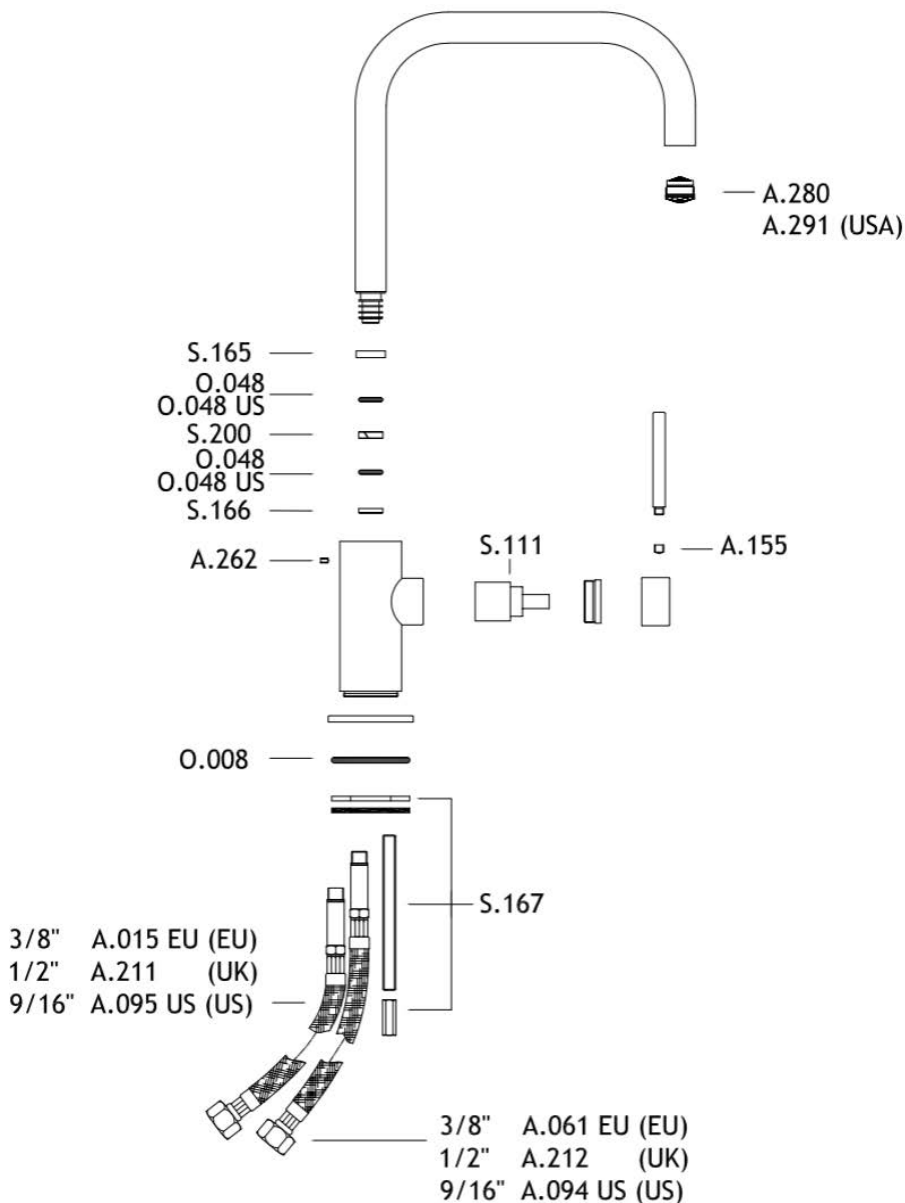 A.280
A.291 (USA)
S.165
O.048
O.048 US
S.200
O.048
O.048 US
S.166
A.262
S.111
A.155
O.008
S.167
3/8" A.015 EU (EU)
1/2" A.211 (UK)
9/16" A.095 US (US)
3/8" A.061 EU (EU)
1/2" A.212 (UK)
9/16" A.094 US (US)